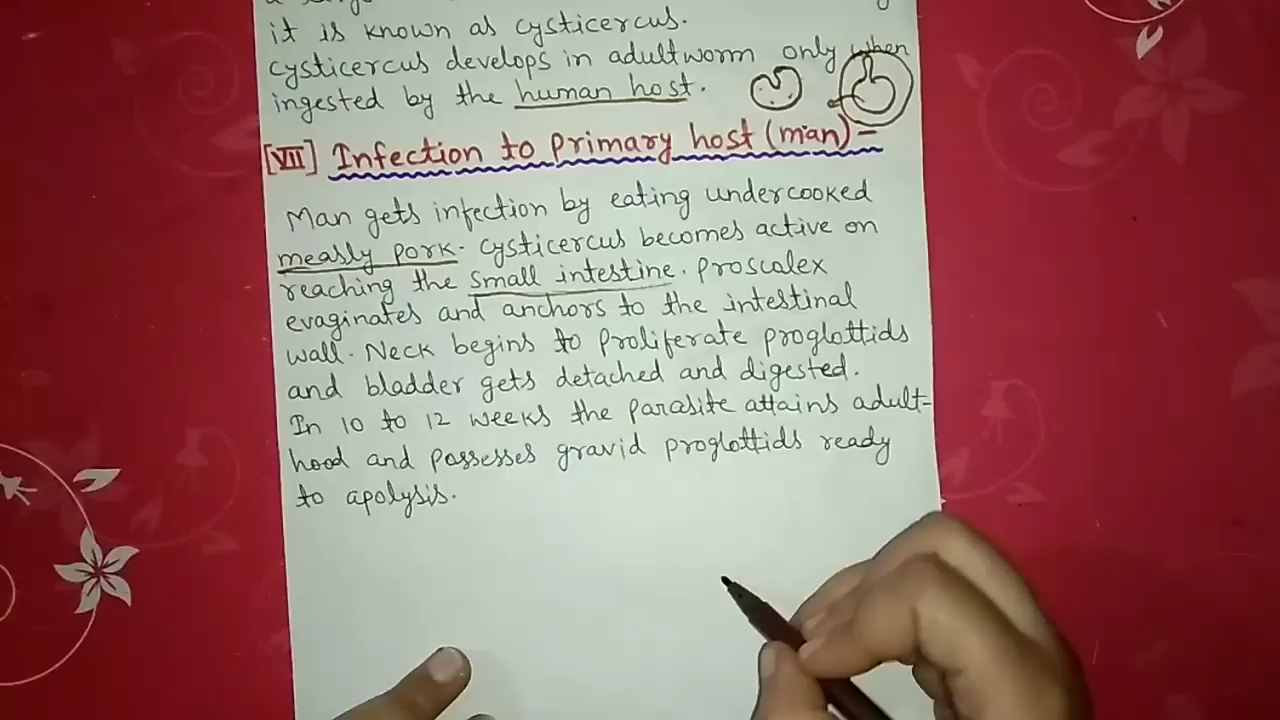 it is known as cysticercus.
cysticercus develops in adultworm only when
ingested by the human host.
[VII] Infection to primary host (man)-
Man gets infection by eating undercooked
measly pork. Cysticercus becomes active on
reaching the small intestine. proscolex
evaginates and anchors to the intestinal
wall. Neck begins to proliferate proglottids
and bladder gets detached and digested.
In 10 to 12 weeks the parasite attains adult=
hood and possesses gravid proglottids ready
to apolysis.